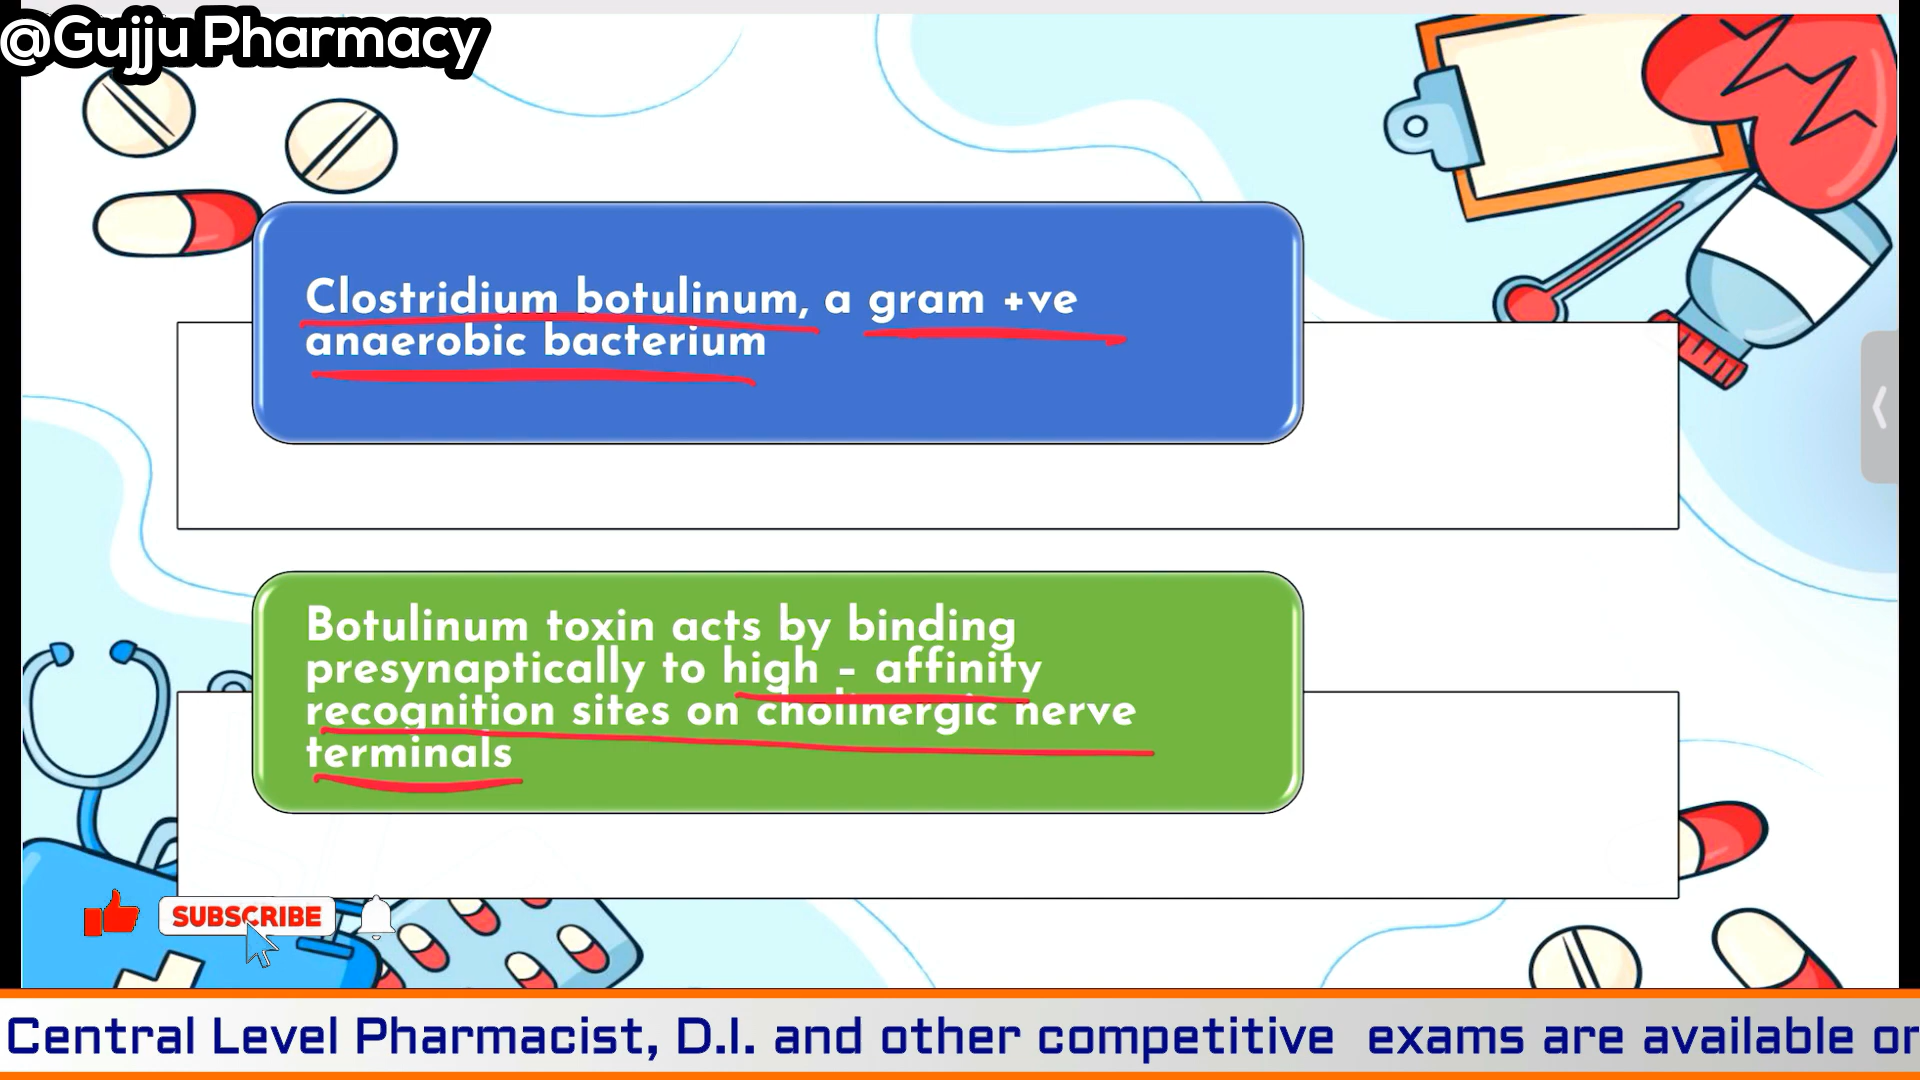 @Gujju Pharmacy
Clostridium botulinum, a gram +ve
anaerobic bacterium
Botulinum toxin acts by binding
presynaptically to high - affinity
recognition sites on cholinergic nerve
terminals
SUBSCRIBE
Central Level Pharmacist, D.I. and other competitive exams are available on